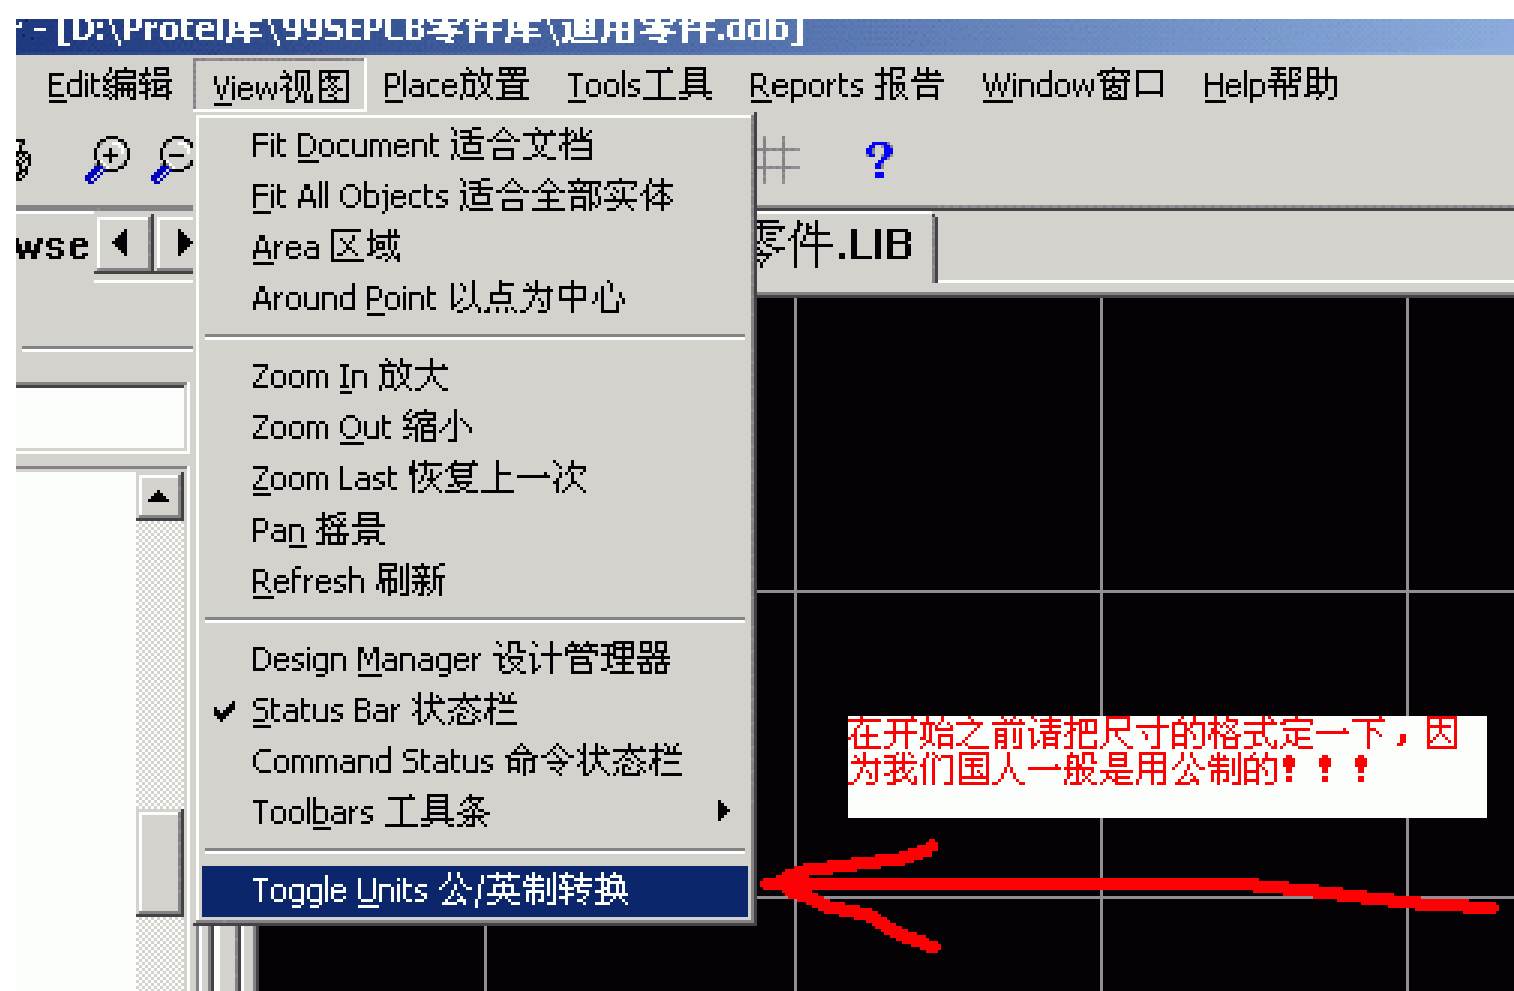 - [D:\Protel库\99SEPCB零件库\通用零件.ddb]
Edit编辑 View视图 Place放置 Tools工具 Reports 报告 Window窗口 Help帮助
?
wse
零件.LIB
Fit Document 适合文档
Fit All Objects 适合全部实体
Area 区域
Around Point 以点为中心
Zoom In 放大
Zoom Out 缩小
Zoom Last 恢复上一次
Pan 摇景
Refresh 刷新
Design Manager 设计管理器
Status Bar 状态栏
Command Status 命令状态栏
Toolbars 工具条
Toggle Units 公/英制转换
在开始之前请把尺寸的格式定一下，因
为我们国人一般是用公制的！！！